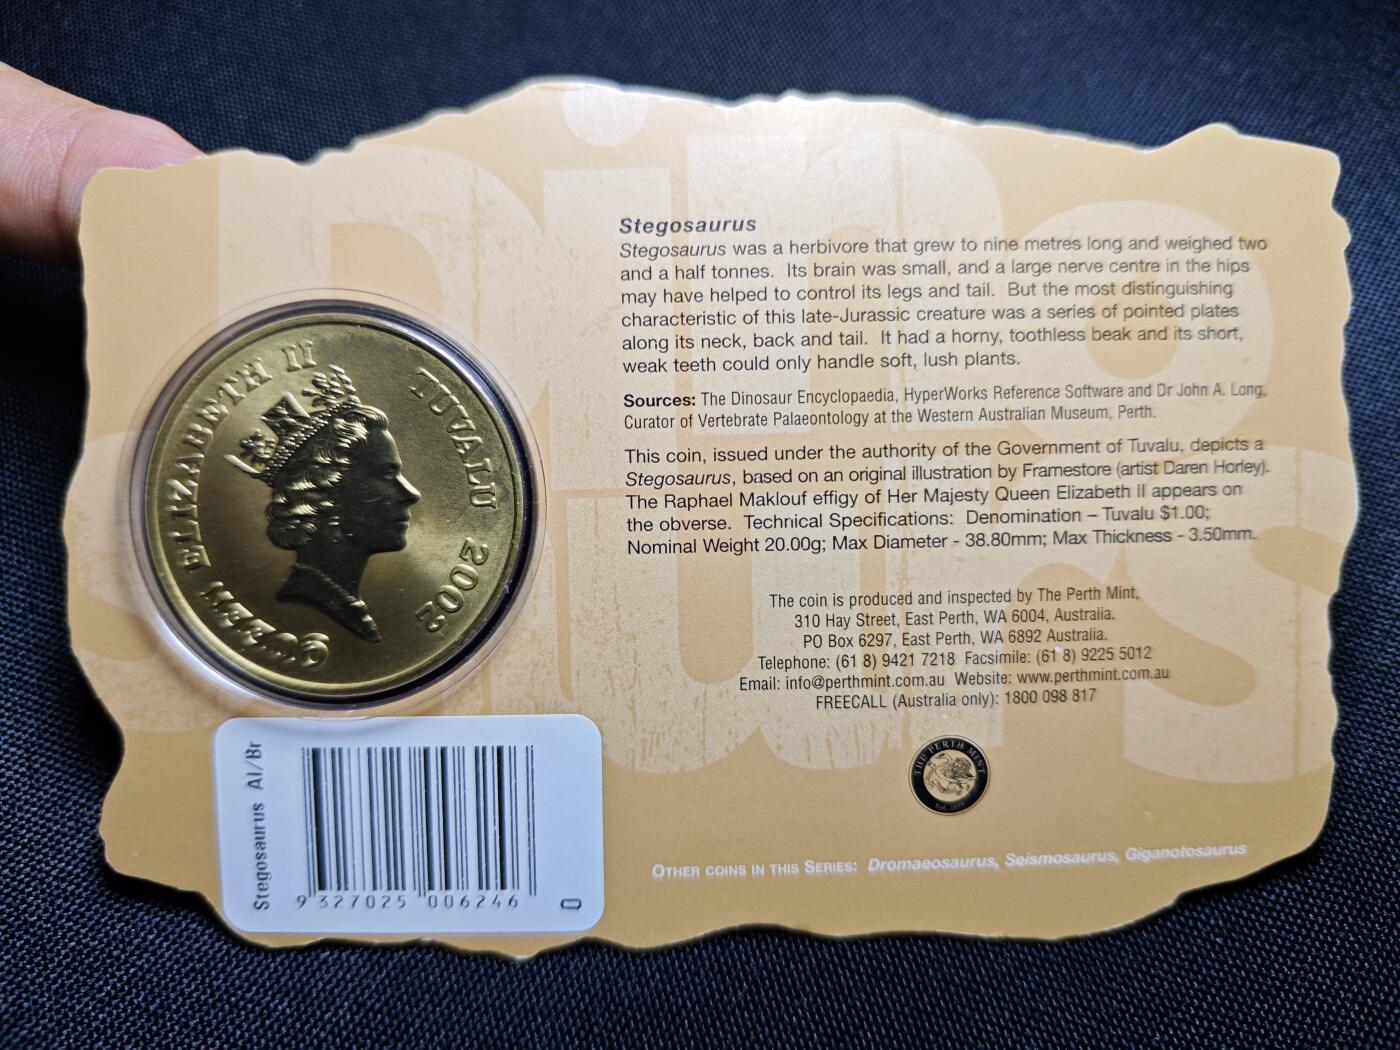 Dinosaurs
QUEEN ELIZABETH II
TUVALU 2002
Stegosaurus
Stegosaurus was a herbivore that grew to nine metres long and weighed two
and a half tonnes. Its brain was small, and a large nerve centre in the hips
may have helped to control its legs and tail. But the most distinguishing
characteristic of this late-Jurassic creature was a series of pointed plates
along its neck, back and tail. It had a horny, toothless beak and its short,
weak teeth could only handle soft, lush plants.
Sources: The Dinosaur Encyclopaedia, HyperWorks Reference Software and Dr John A. Long,
Curator of Vertebrate Palaeontology at the Western Australian Museum, Perth.
This coin, issued under the authority of the Government of Tuvalu, depicts a
Stegosaurus, based on an original illustration by Framestore (artist Daren Horley).
The Raphael Maklouf effigy of Her Majesty Queen Elizabeth II appears on
the obverse. Technical Specifications: Denomination – Tuvalu $1.00;
Nominal Weight 20.00g; Max Diameter - 38.80mm; Max Thickness - 3.50mm.
The coin is produced and inspected by The Perth Mint,
310 Hay Street, East Perth, WA 6004, Australia.
PO Box 6297, East Perth, WA 6892 Australia.
Telephone: (61 8) 9421 7218 Facsimile: (61 8) 9225 5012
Email: info@perthmint.com.au Website: www.perthmint.com.au
FREECALL (Australia only): 1800 098 817
THE PERTH MINT
Est. 1899
OTHER COINS IN THIS SERIES: Dromaeosaurus, Seismosaurus, Giganotosaurus
Stegosaurus Al/Br
9 327025 006246
0